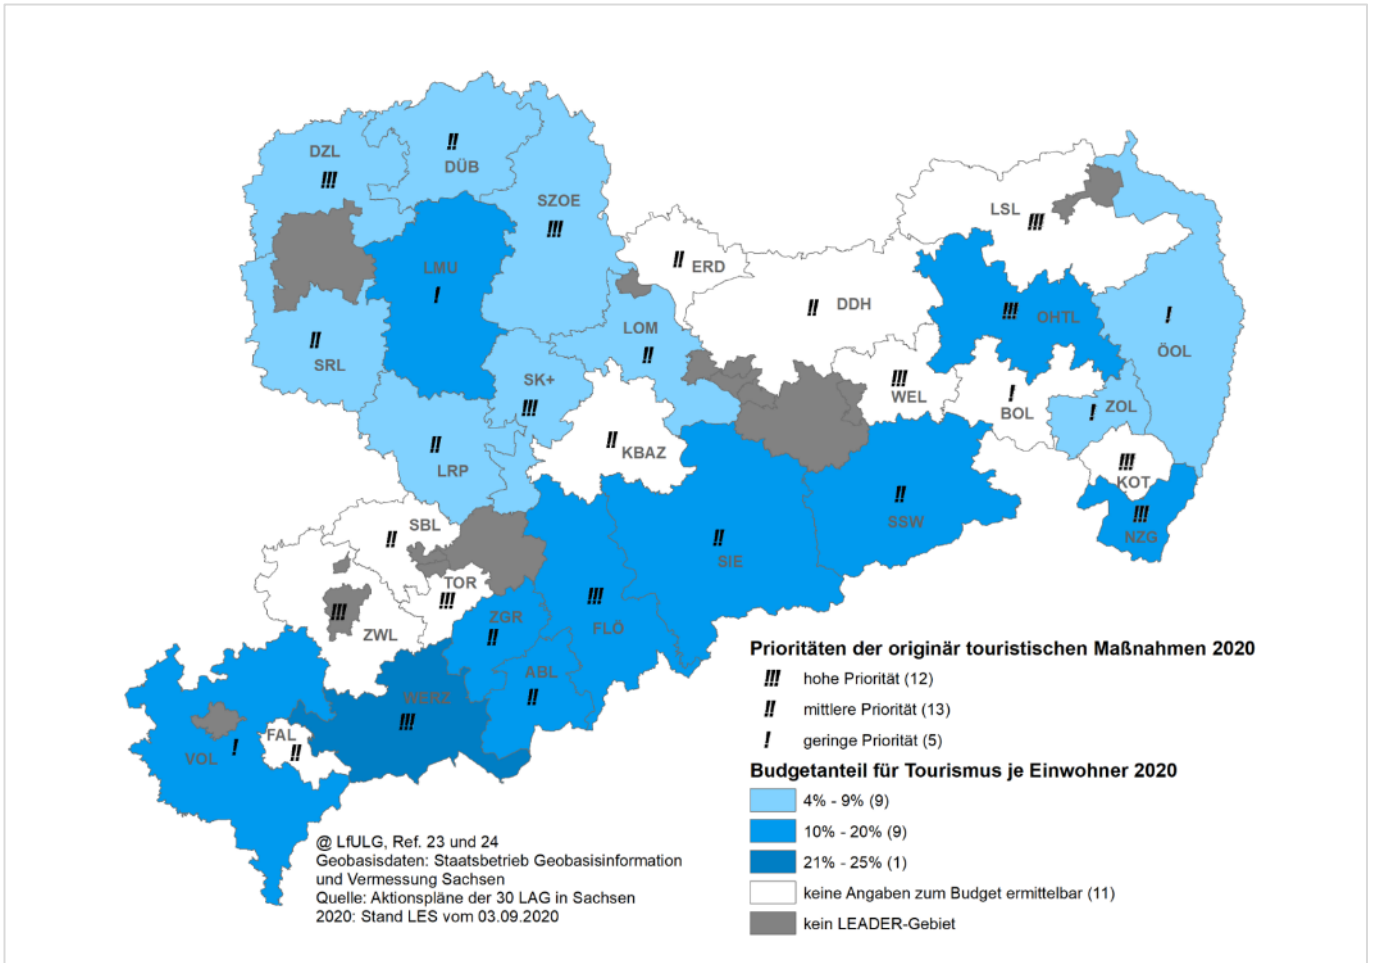 DZL
!!!
!!
DÜB
SZOE
!!!
LSL
!!!
LMU
!
!!
ERD
!!
DDH
!!!
OHTL
!
ÖOL
!!
SRL
LOM
!!
SK+
!!!
!!!
WEL
!
BOL
!
ZOL
!!
LRP
!!
KBAZ
!!!
KOT
!!!
NZG
SBL
!!
!!
SSW
!!
SIE
TOR
!!!
!!!
ZWL
!!!
FLÖ
ZGR
!!
ABL
!!
WERZ
!!!
FAL
!!
VOL
!
Prioritäten der originär touristischen Maßnahmen 2020
!!! hohe Priorität (12)
!! mittlere Priorität (13)
! geringe Priorität (5)
Budgetanteil für Tourismus je Einwohner 2020
4% - 9% (9)
10% - 20% (9)
21% - 25% (1)
keine Angaben zum Budget ermittelbar (11)
kein LEADER-Gebiet
@ LfULG, Ref. 23 und 24
Geobasisdaten: Staatsbetrieb Geobasisinformation
und Vermessung Sachsen
Quelle: Aktionspläne der 30 LAG in Sachsen
2020: Stand LES vom 03.09.2020